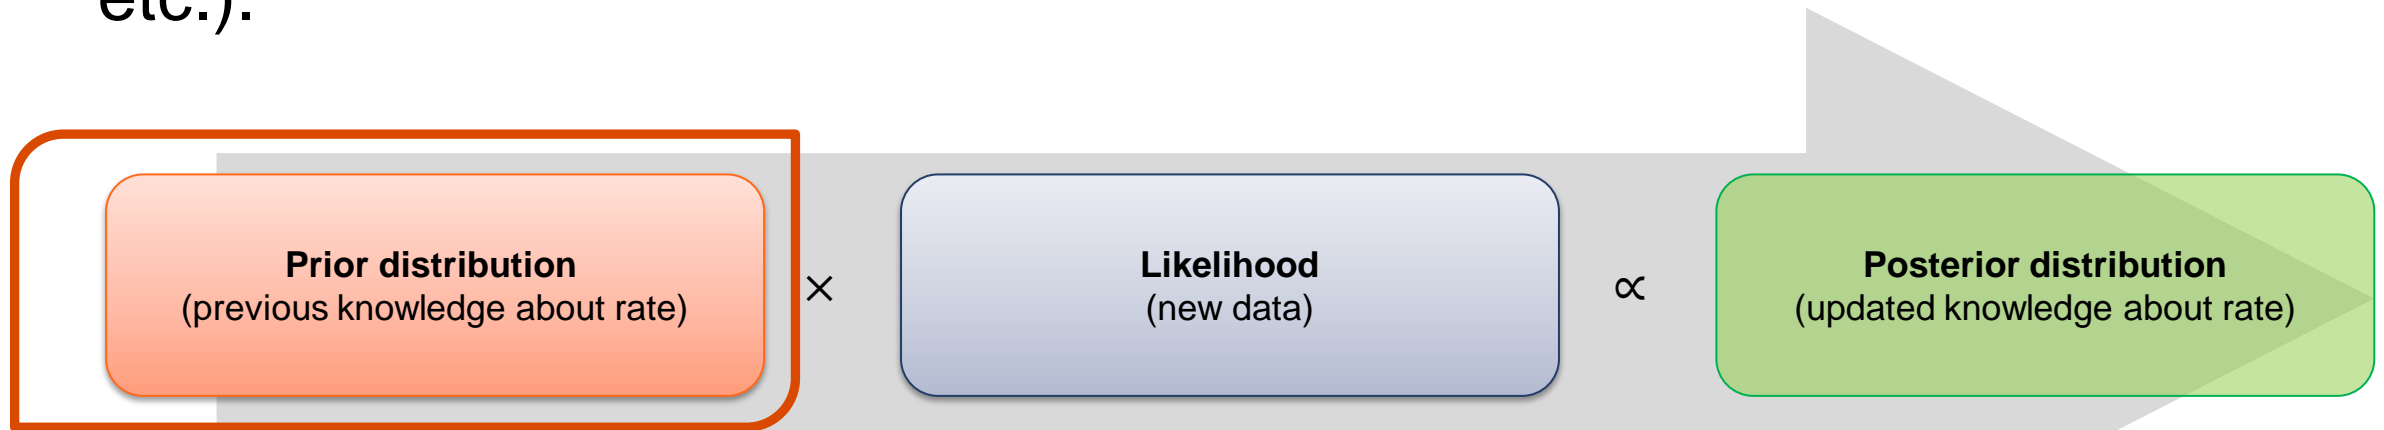 etc.).
Prior distribution
(previous knowledge about rate)
×
Likelihood
(new data)
∝
Posterior distribution
(updated knowledge about rate)